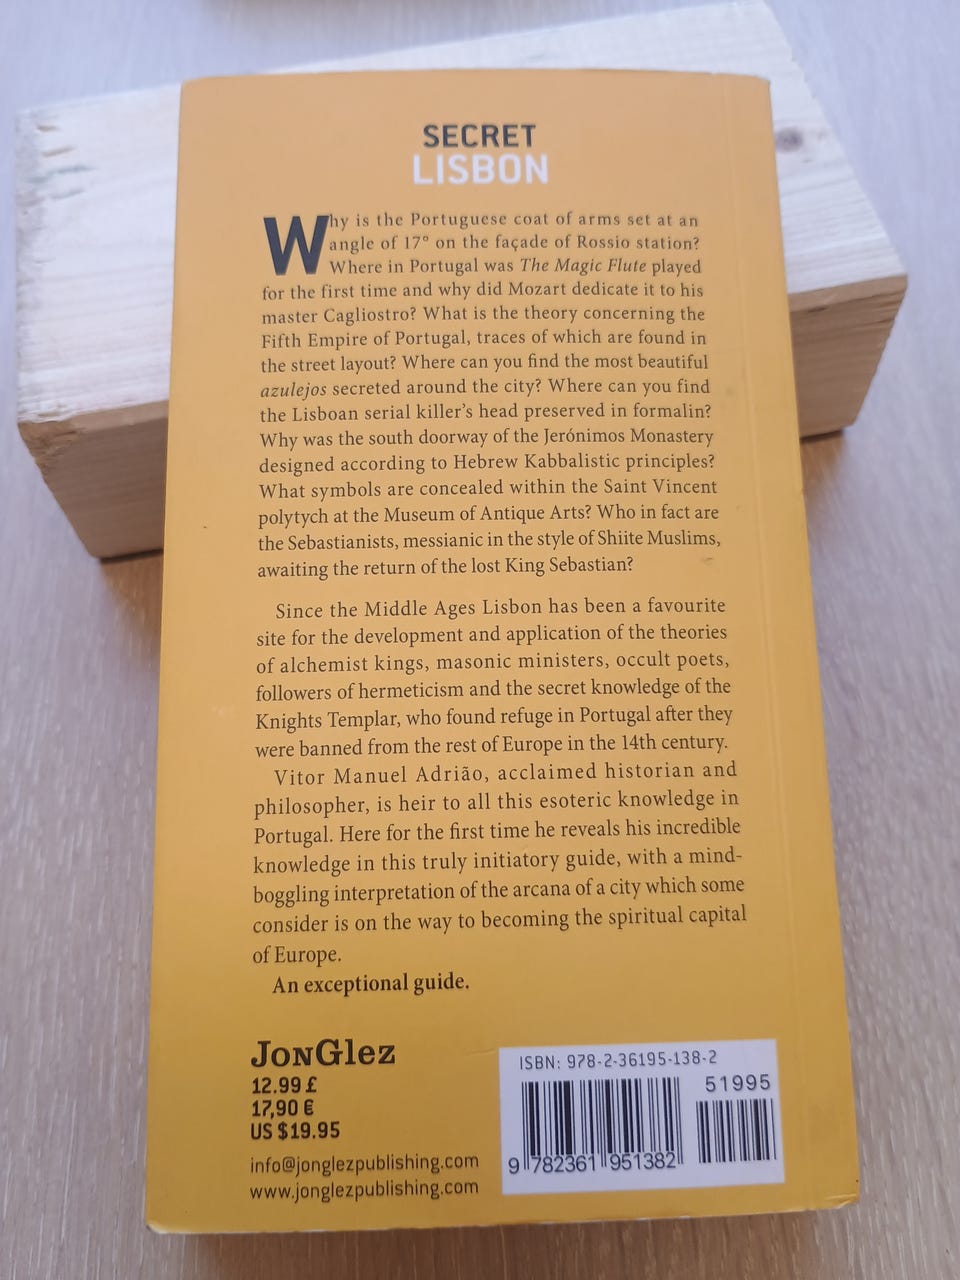 SECRET
LISBON
Why is the Portuguese coat of arms set at an
angle of 17° on the façade of Rossio station?
Where in Portugal was The Magic Flute played
for the first time and why did Mozart dedicate it to his
master Cagliostro? What is the theory concerning the
Fifth Empire of Portugal, traces of which are found in
the street layout? Where can you find the most beautiful
azulejos secreted around the city? Where can you find
the Lisboan serial killer's head preserved in formalin?
Why was the south doorway of the Jerónimos Monastery
designed according to Hebrew Kabbalistic principles?
What symbols are concealed within the Saint Vincent
polytych at the Museum of Antique Arts? Who in fact are
the Sebastianists, messianic in the style of Shiite Muslims,
awaiting the return of the lost King Sebastian?
Since the Middle Ages Lisbon has been a favourite
site for the development and application of the theories
of alchemist kings, masonic ministers, occult poets,
followers of hermeticism and the secret knowledge of the
Knights Templar, who found refuge in Portugal after they
were banned from the rest of Europe in the 14th century.
Vitor Manuel Adrião, acclaimed historian and
philosopher, is heir to all this esoteric knowledge in
Portugal. Here for the first time he reveals his incredible
knowledge in this truly initiatory guide, with a mind-
boggling interpretation of the arcana of a city which some
consider is on the way to becoming the spiritual capital
of Europe.
An exceptional guide.
JONGLEZ
12.99 £
17,90 €
US $19.95
info@jonglezpublishing.com
www.jonglezpublishing.com
ISBN: 978-2-36195-138-2
51995
9 782361 951382